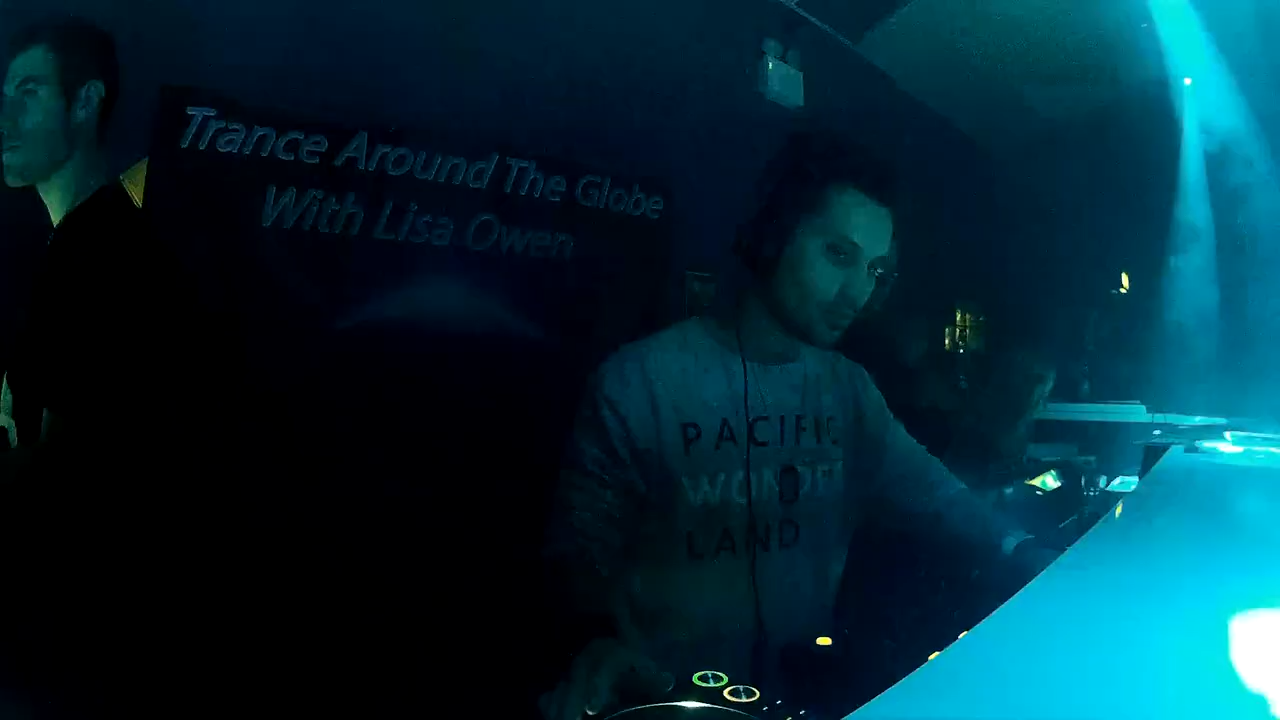 Trance Around The Globe
With Lisa Owen
PACIFIC
WONDER
LAND